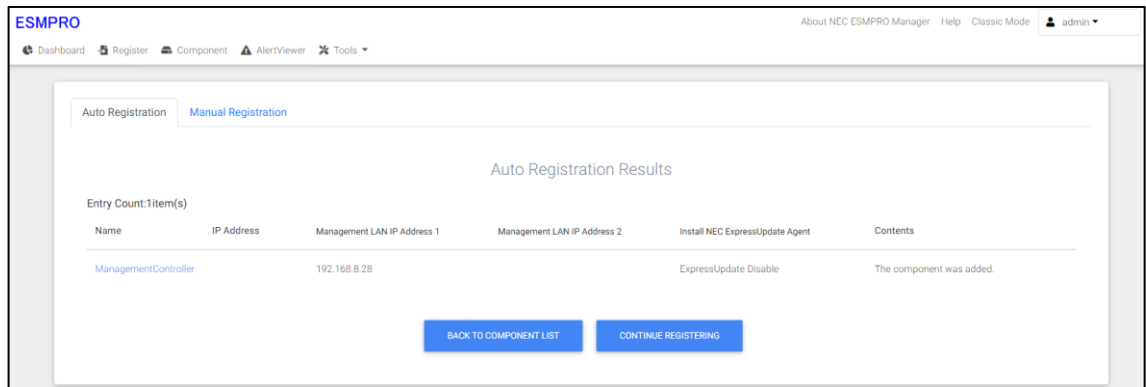 ESMPRO
About NEC ESMPRO Manager Help Classic Mode admin
Dashboard Register Component AlertViewer Tools
Auto Registration Manual Registration
Auto Registration Results
Entry Count:1item(s)
Name IP Address Management LAN IP Address 1 Management LAN IP Address 2 Install NEC ExpressUpdate Agent Contents
ManagementController 192.168.8.28 ExpressUpdate Disable The component was added.
BACK TO COMPONENT LIST CONTINUE REGISTERING